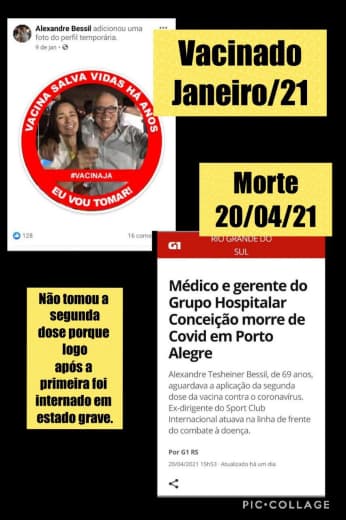 Alexandre Bessil adicionou uma
foto do perfil temporária.
9 de jan
VACINA SALVA VIDAS HÁ ANOS
#VACINAJA
EU VOU TOMAR!
128
16 come
Vacinado
Janeiro/21
Morte
20/04/21
G1
RIO GRANDE DO
SUL
Médico e gerente do
Grupo Hospitalar
Conceição morre de
Covid em Porto
Alegre
Alexandre Tesheiner Bessil, de 69 anos,
aguardava a aplicação da segunda
dose da vacina contra o coronavírus.
Ex-dirigente do Sport Club
Internacional atuava na linha de frente
do combate à doença.
Por G1 RS
20/04/2021 15h53 · Atualizado há um dia
Não tomou a
segunda
dose porque
logo
após a
primeira foi
internado em
estado grave.
PIC•COLLAGE